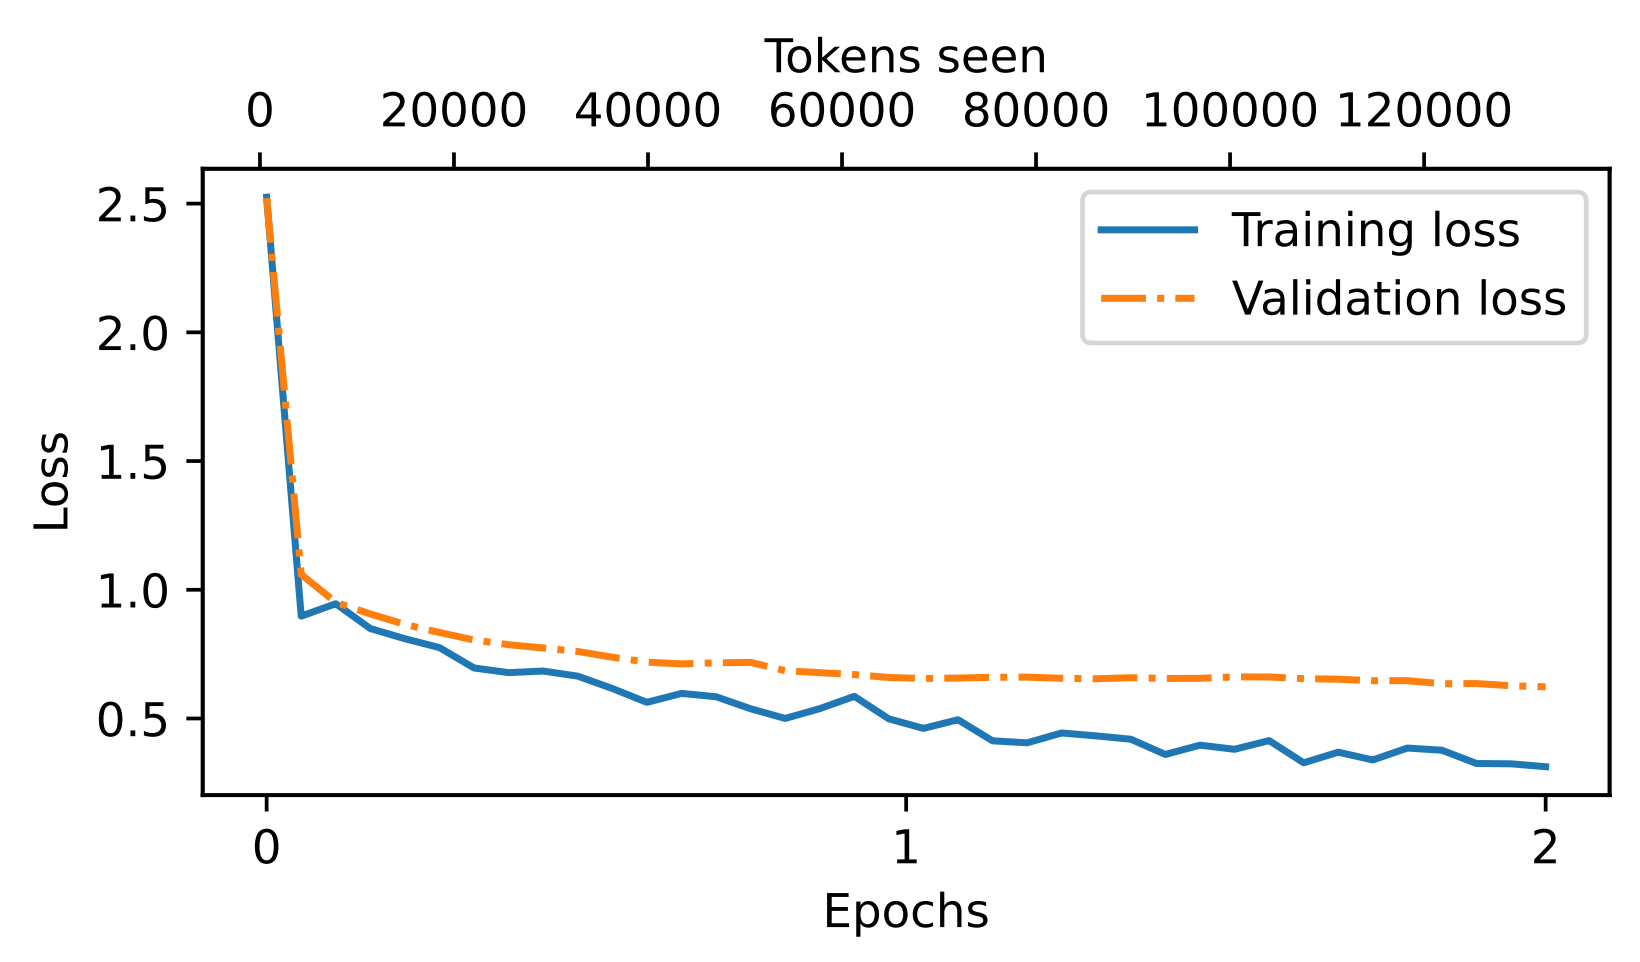 Tokens seen
0 20000 40000 60000 80000 100000 120000
2.5
2.0
1.5
1.0
0.5
Loss
Training loss
Validation loss
0 1 2
Epochs